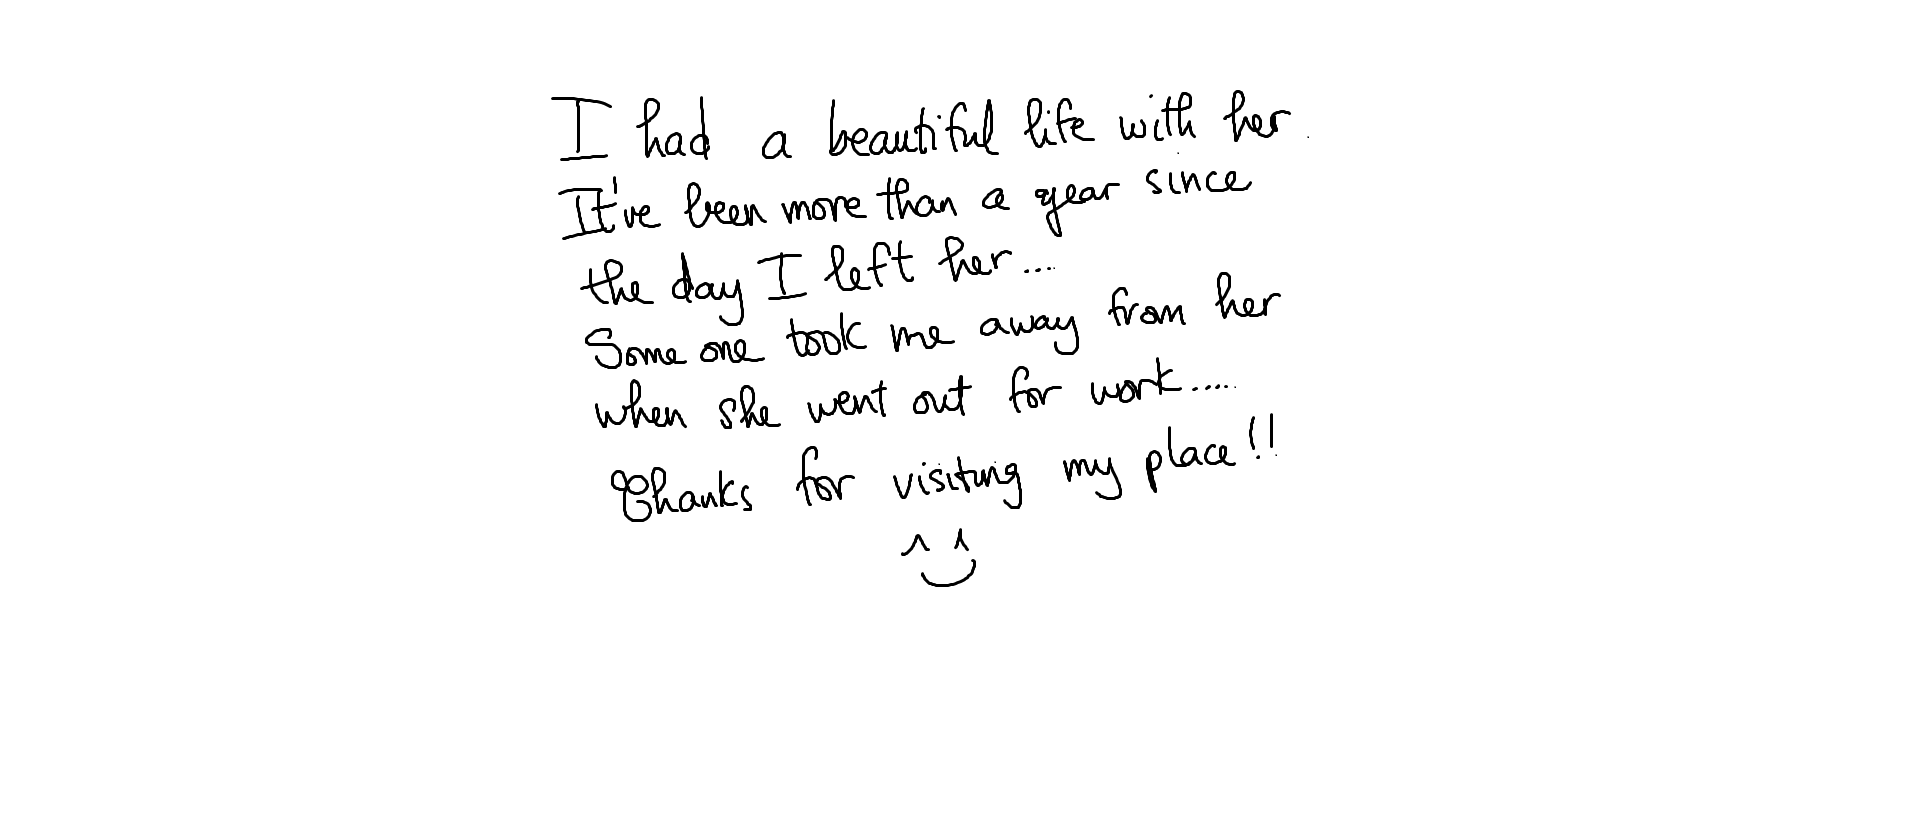 I had a beautiful life with her.
It've been more than a year since
the day I left her....
Some one took me away from her
when she went out for work.....
Thanks for visiting my place!!